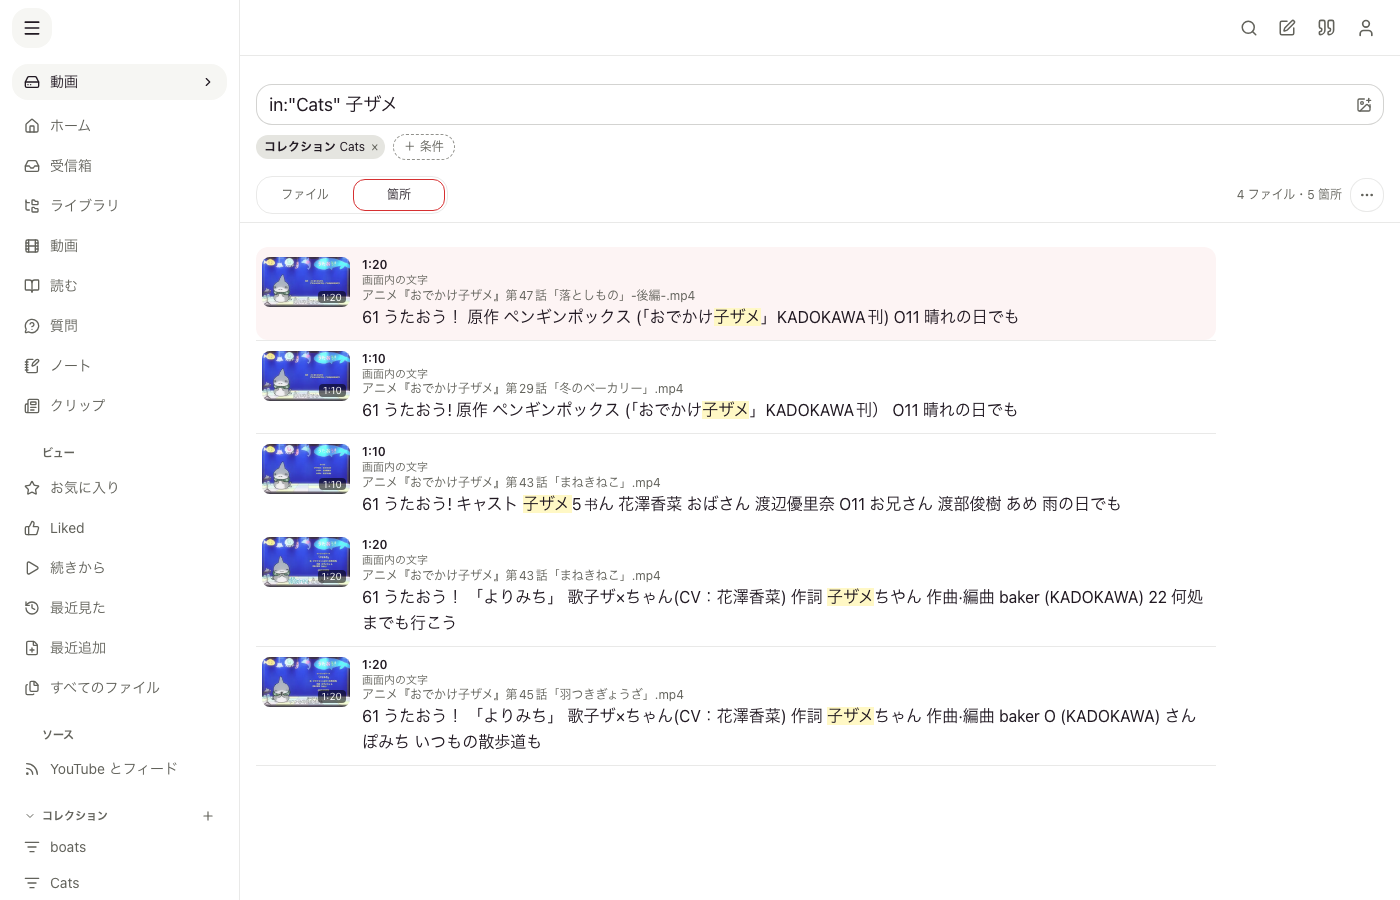 動画
ホーム
受信箱
ライブラリ
動画
読む
質問
ノート
クリップ
ビュー
お気に入り
Liked
続きから
最近見た
最近追加
すべてのファイル
ソース
YouTube とフィード
コレクション
boats
Cats
in:"Cats" 子ザメ
コレクション Cats ×
+ 条件
ファイル 箇所
4 ファイル・5 箇所
1:20
1:20
画面内の文字
アニメ『おでかけ子ザメ』第47話「落としもの」-後編-.mp4
61 うたおう！ 原作 ペンギンボックス (「おでかけ子ザメ」KADOKAWA刊) O11 晴れの日でも
1:10
1:10
画面内の文字
アニメ『おでかけ子ザメ』第29話「冬のベーカリー」.mp4
61 うたおう! 原作 ペンギンボックス (「おでかけ子ザメ」KADOKAWA刊） O11 晴れの日でも
1:10
1:10
画面内の文字
アニメ『おでかけ子ザメ』第43話「まねきねこ」.mp4
61 うたおう! キャスト 子ザメ5ん 花澤香菜 おばさん 渡辺優里奈 O11 お兄さん 渡部俊樹 あめ 雨の日でも
1:20
1:20
画面内の文字
アニメ『おでかけ子ザメ』第43話「まねきねこ」.mp4
61 うたおう！ 「よりみち」 歌子ザ×ちゃん(CV：花澤香菜) 作詞 子ザメちやん 作曲·編曲 baker (KADOKAWA) 22 何処
までも行こう
1:20
1:20
画面内の文字
アニメ『おでかけ子ザメ』第45話「羽つきぎょうざ」.mp4
61 うたおう！ 「よりみち」 歌子ザ×ちゃん(CV：花澤香菜) 作詞 子ザメちゃん 作曲·編曲 baker O (KADOKAWA) さん
ぽみち いつもの散歩道も